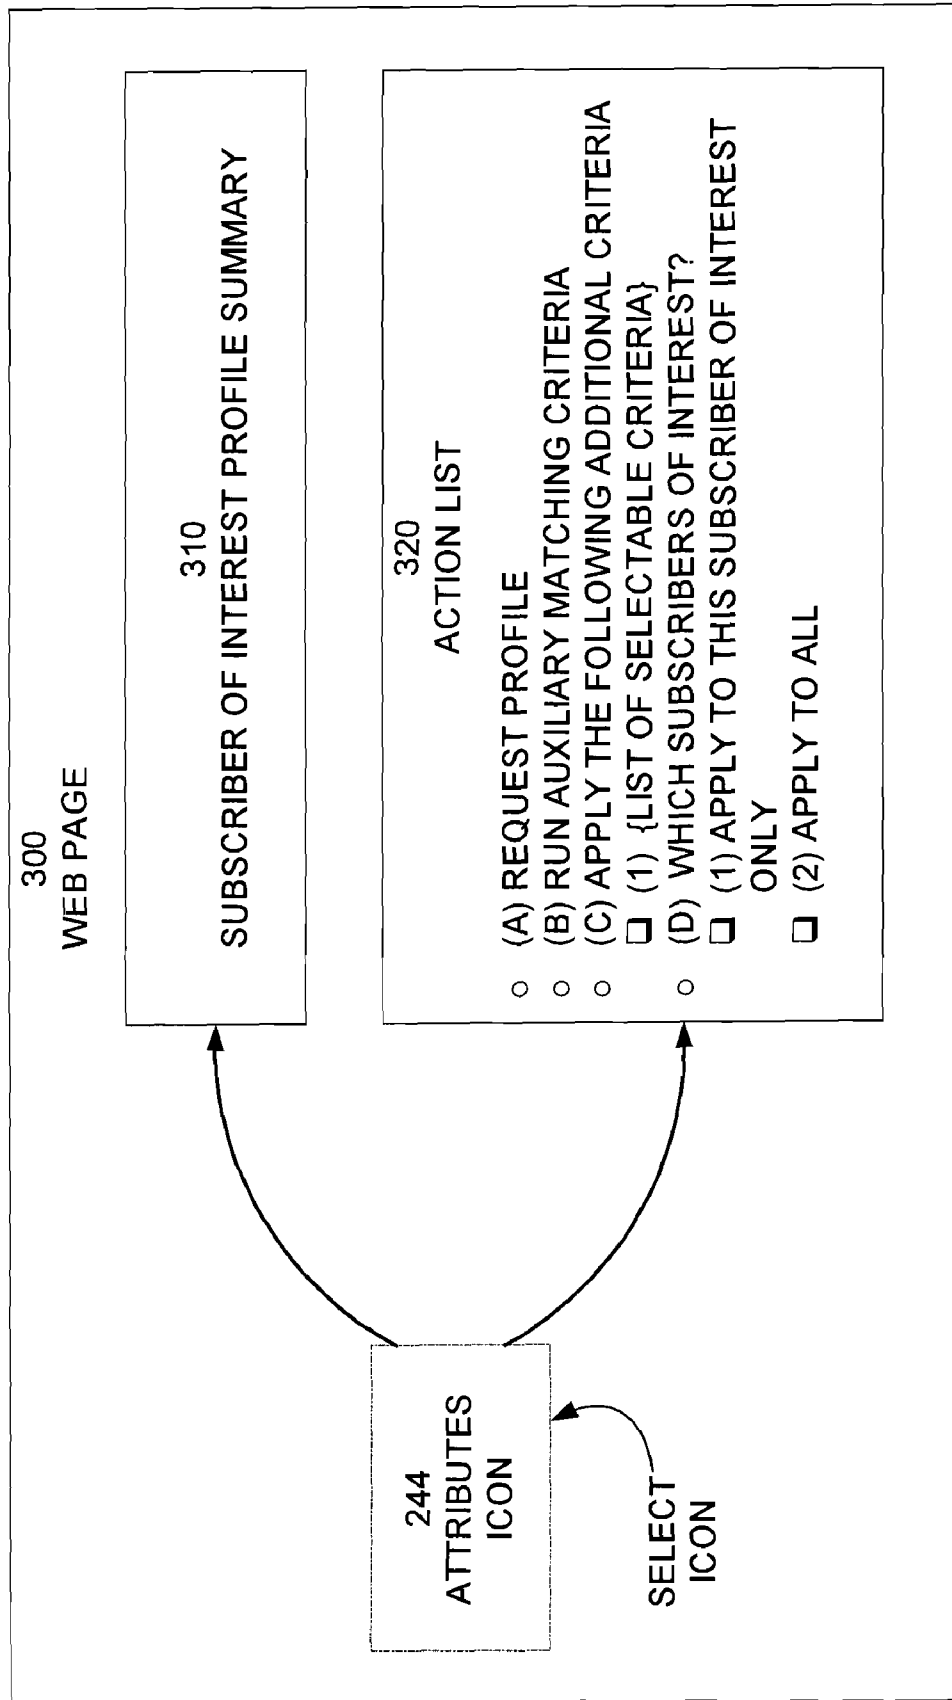 300
WEB PAGE
310
SUBSCRIBER OF INTEREST PROFILE SUMMARY
320
ACTION LIST
(A) REQUEST PROFILE
(B) RUN AUXILIARY MATCHING CRITERIA
(C) APPLY THE FOLLOWING ADDITIONAL CRITERIA
(1) {LIST OF SELECTABLE CRITERIA}
(D) WHICH SUBSCRIBERS OF INTEREST?
(1) APPLY TO THIS SUBSCRIBER OF INTEREST
ONLY
(2) APPLY TO ALL
244
ATTRIBUTES
ICON
SELECT
ICON